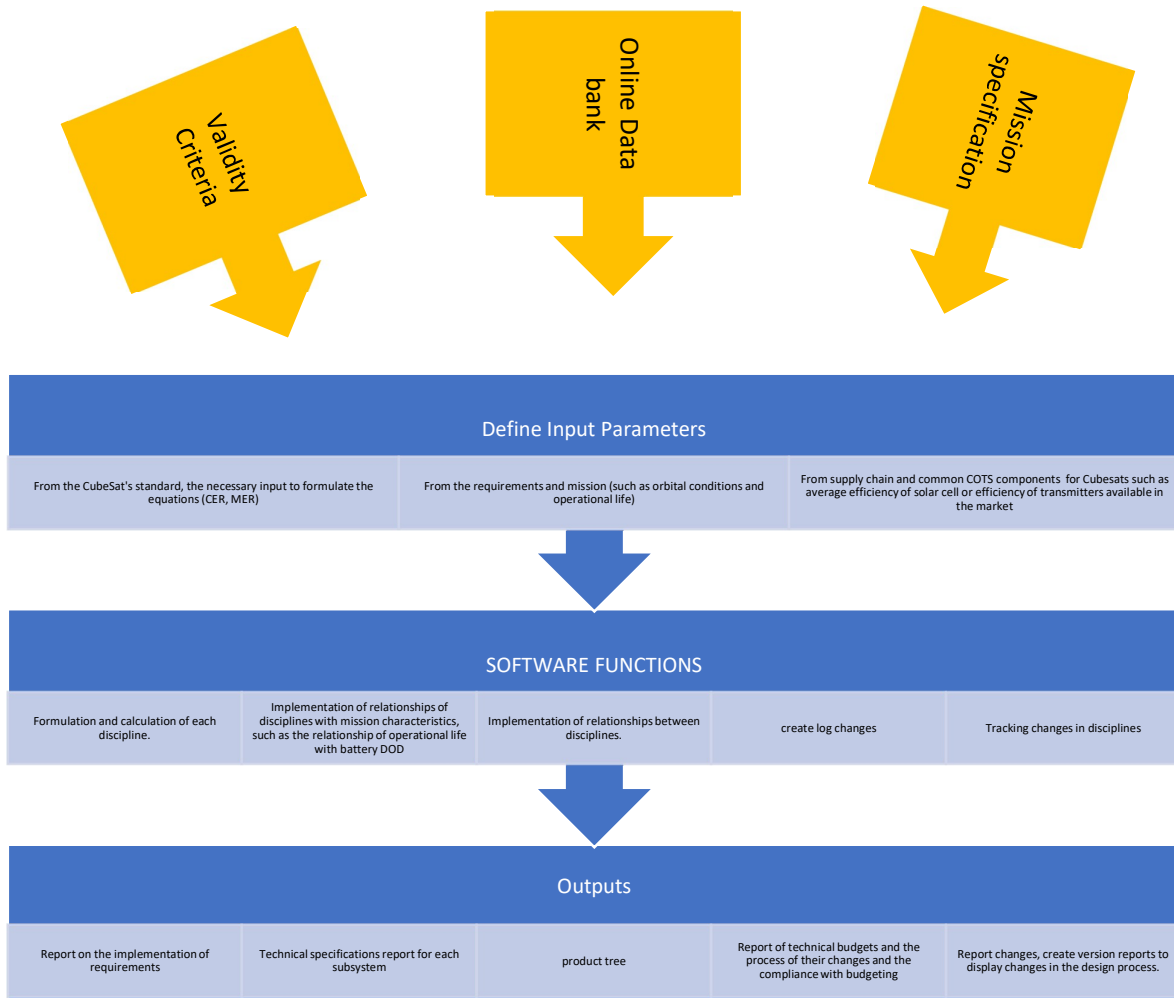 Validity
Criteria
Online Data
bank
Mission
specification
Define Input Parameters
From the CubeSat's standard, the necessary input to formulate the
equations (CER, MER)
From the requirements and mission (such as orbital conditions and
operational life)
From supply chain and common COTS components for Cubesats such as
average efficiency of solar cell or efficiency of transmitters available in
the market
SOFTWARE FUNCTIONS
Formulation and calculation of each
discipline.
Implementation of relationships of
disciplines with mission characteristics,
such as the relationship of operational life
with battery DOD
Implementation of relationships between
disciplines.
create log changes
Tracking changes in disciplines
Outputs
Report on the implementation of
requirements
Technical specifications report for each
subsystem
product tree
Report of technical budgets and the
process of their changes and the
compliance with budgeting
Report changes, create version reports to
display changes in the design process.